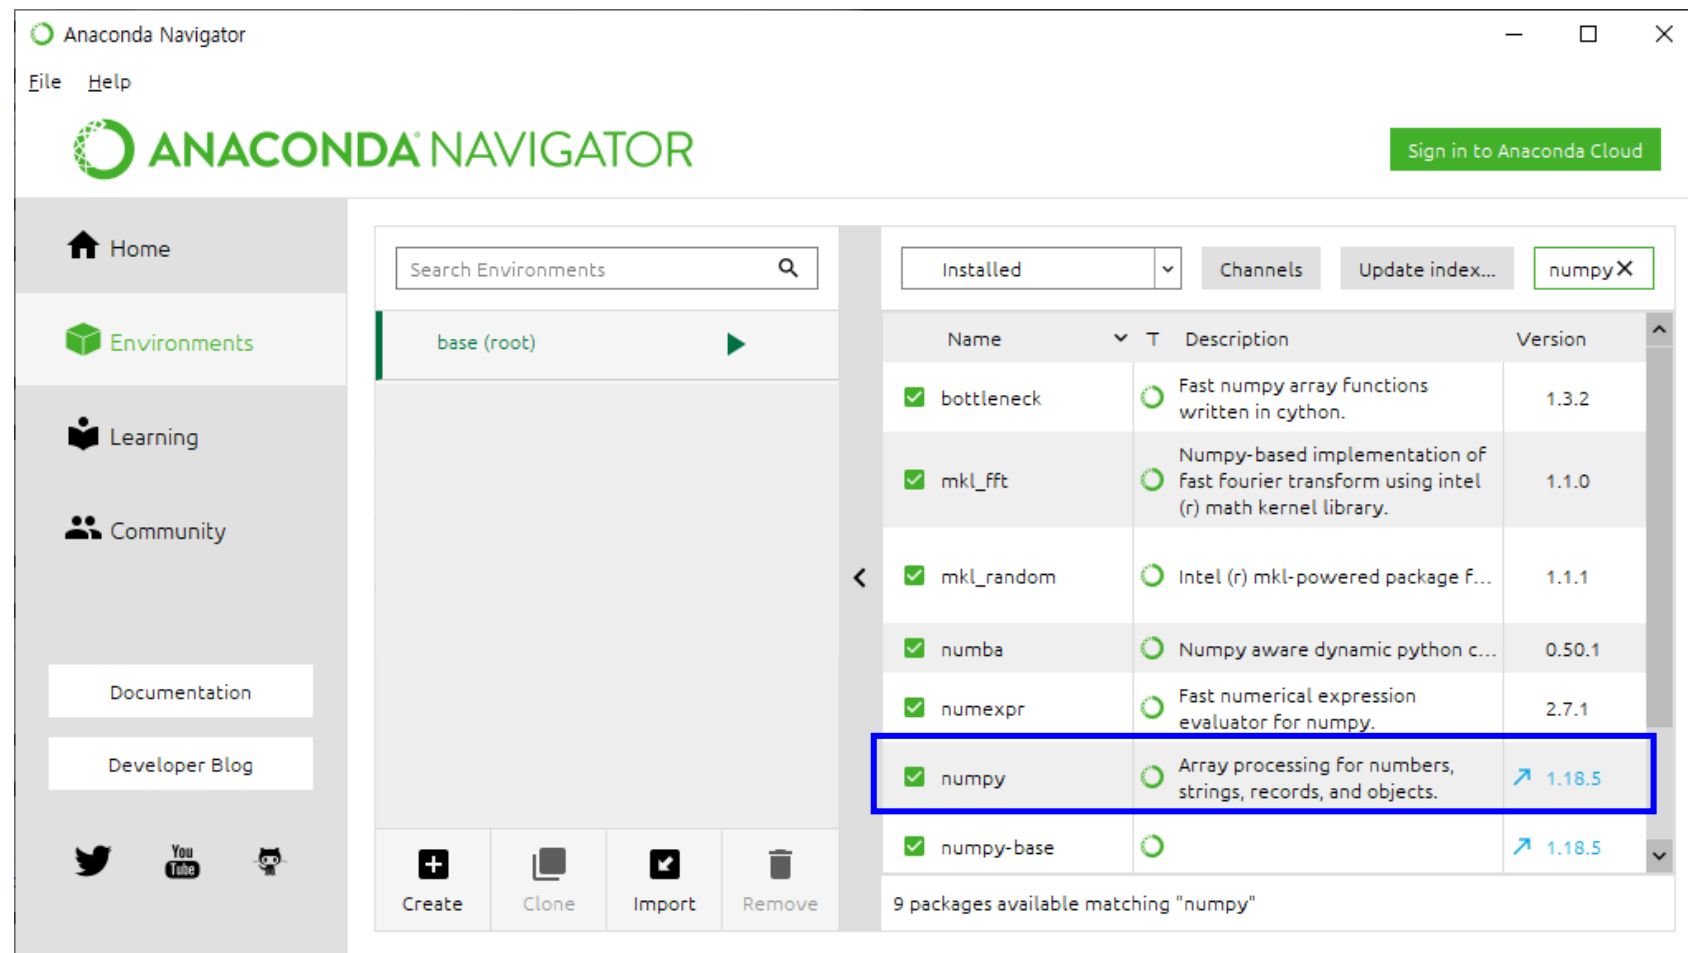 Anaconda Navigator
File Help
ANACONDA NAVIGATOR
Sign in to Anaconda Cloud
Home
Environments
Learning
Community
Documentation
Developer Blog
You
Tube
Search Environments
base (root)
Create Clone Import Remove
Installed Channels Update index... numpy
Name T Description Version
bottleneck Fast numpy array functions 1.3.2
written in cython.
mkl_fft Numpy-based implementation of 1.1.0
fast fourier transform using intel
(r) math kernel library.
mkl_random Intel (r) mkl-powered package f... 1.1.1
numba Numpy aware dynamic python c... 0.50.1
numexpr Fast numerical expression 2.7.1
evaluator for numpy.
numpy Array processing for numbers, 1.18.5
strings, records, and objects.
numpy-base 1.18.5
9 packages available matching "numpy"